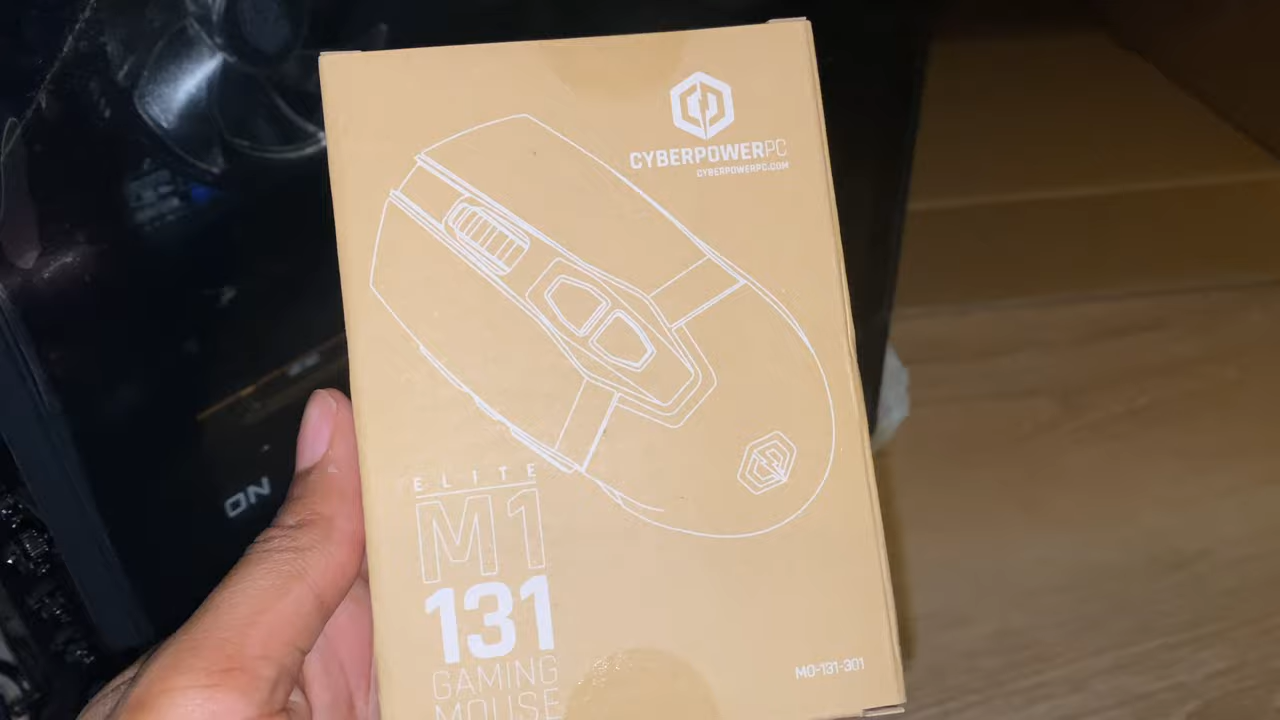 CYBERPOWERPC
CYBERPOWERPC.COM
ELITE
M1
131
GAMING
MOUSE
MO-131-301
ON